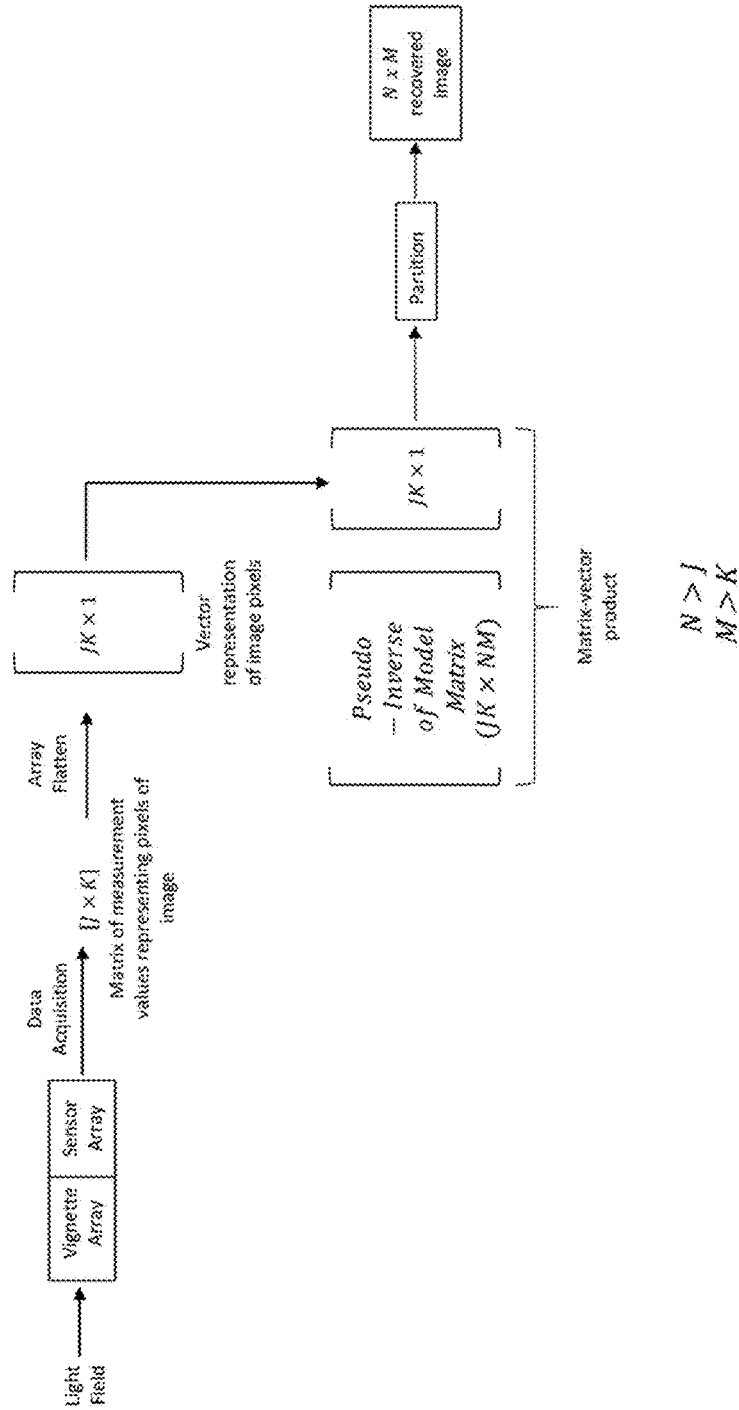 Light
Field
Vignette
Array
Sensor
Array
Data
Acquisition
[J × K]
Matrix of measurement
values representing pixels of
image
Array
Flatten
JK × 1
Vector
representation
of image pixels
Pseudo
− Inverse
of Model
Matrix
(JK × NM)
JK × 1
Matrix-vector
product
Partition
N x M
recovered
image
N > J
M > K